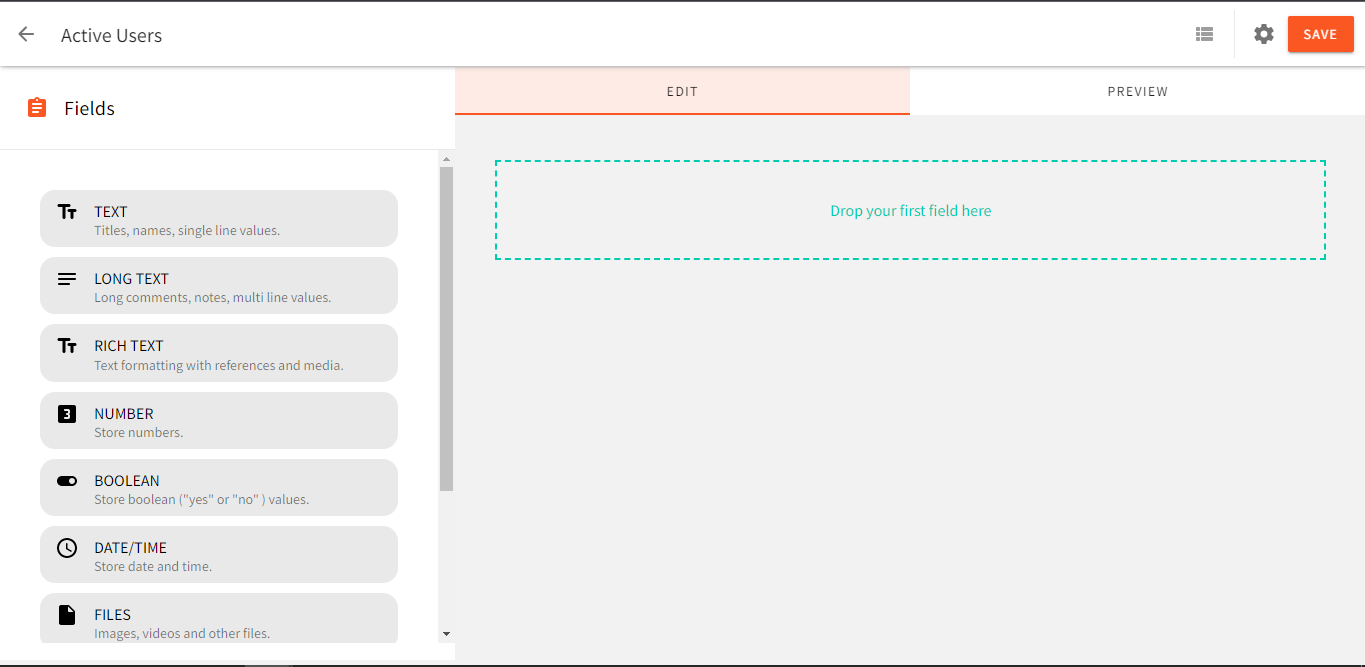 Active Users
SAVE
Fields
EDIT
PREVIEW
TEXT
Titles, names, single line values.
LONG TEXT
Long comments, notes, multi line values.
RICH TEXT
Text formatting with references and media.
3
NUMBER
Store numbers.
BOOLEAN
Store boolean ("yes" or "no" ) values.
DATE/TIME
Store date and time.
FILES
Images, videos and other files.
Drop your first field here